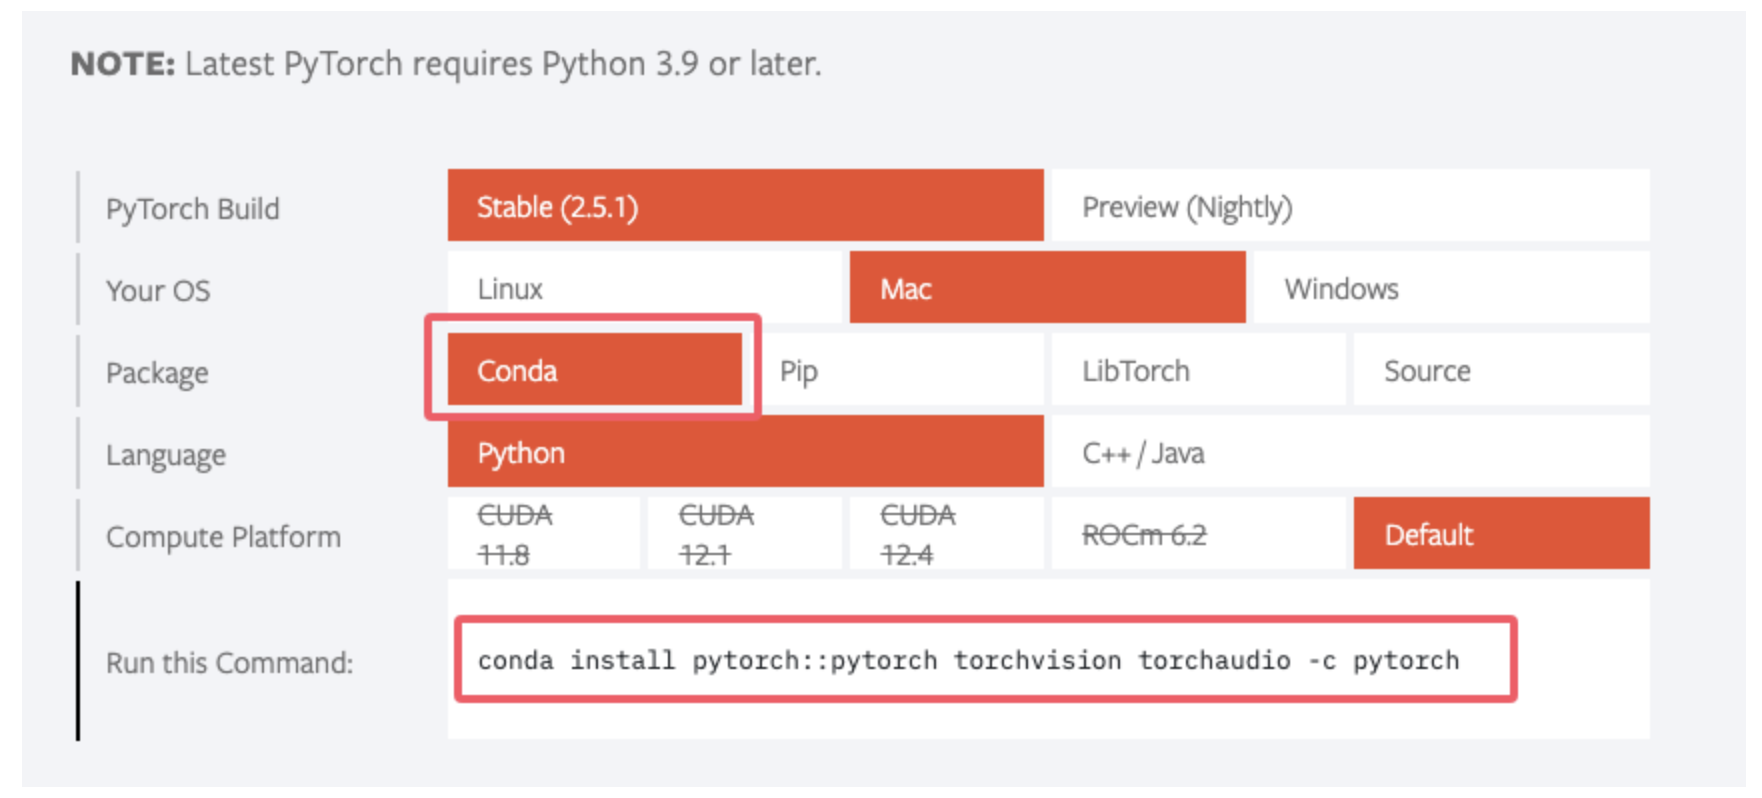 NOTE: Latest PyTorch requires Python 3.9 or later.
PyTorch Build
Stable (2.5.1)
Preview (Nightly)
Your OS
Linux
Mac
Windows
Package
Conda
Pip
LibTorch
Source
Language
Python
C++ / Java
Compute Platform
CUDA
11.8
CUDA
12.1
CUDA
12.4
ROCm 6.2
Default
Run this Command:
conda install pytorch::pytorch torchvision torchaudio -c pytorch